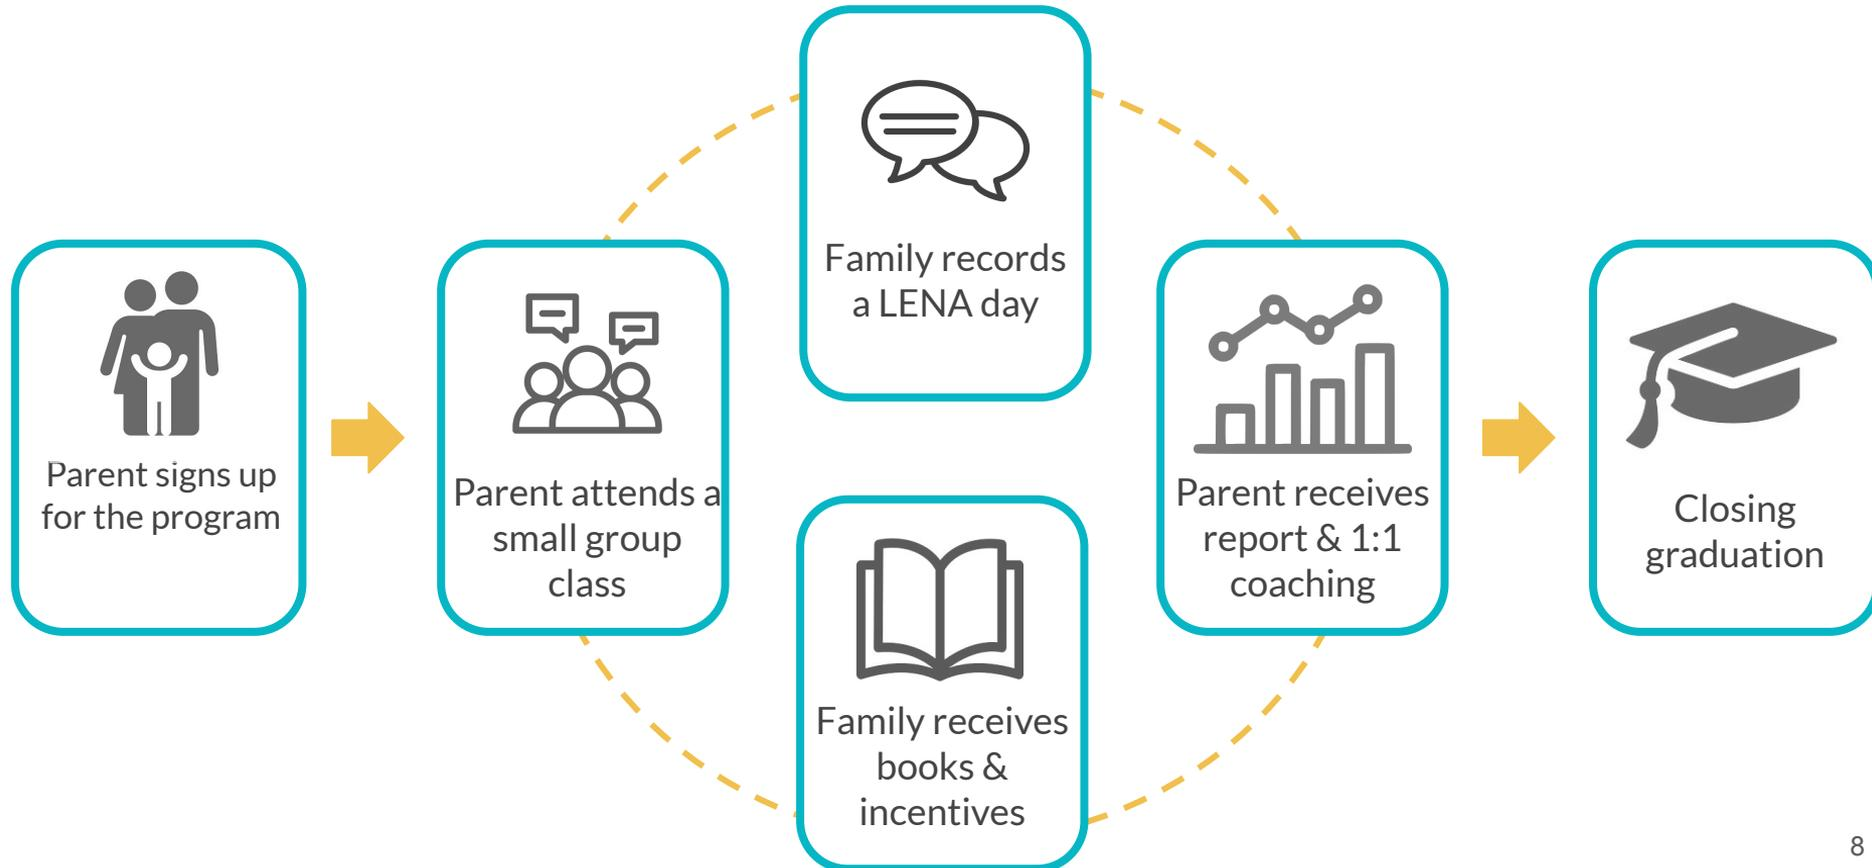 Parent signs up
for the program
Parent attends a
small group
class
Family records
a LENA day
Family receives
books &
incentives
Parent receives
report & 1:1
coaching
Closing
graduation
8